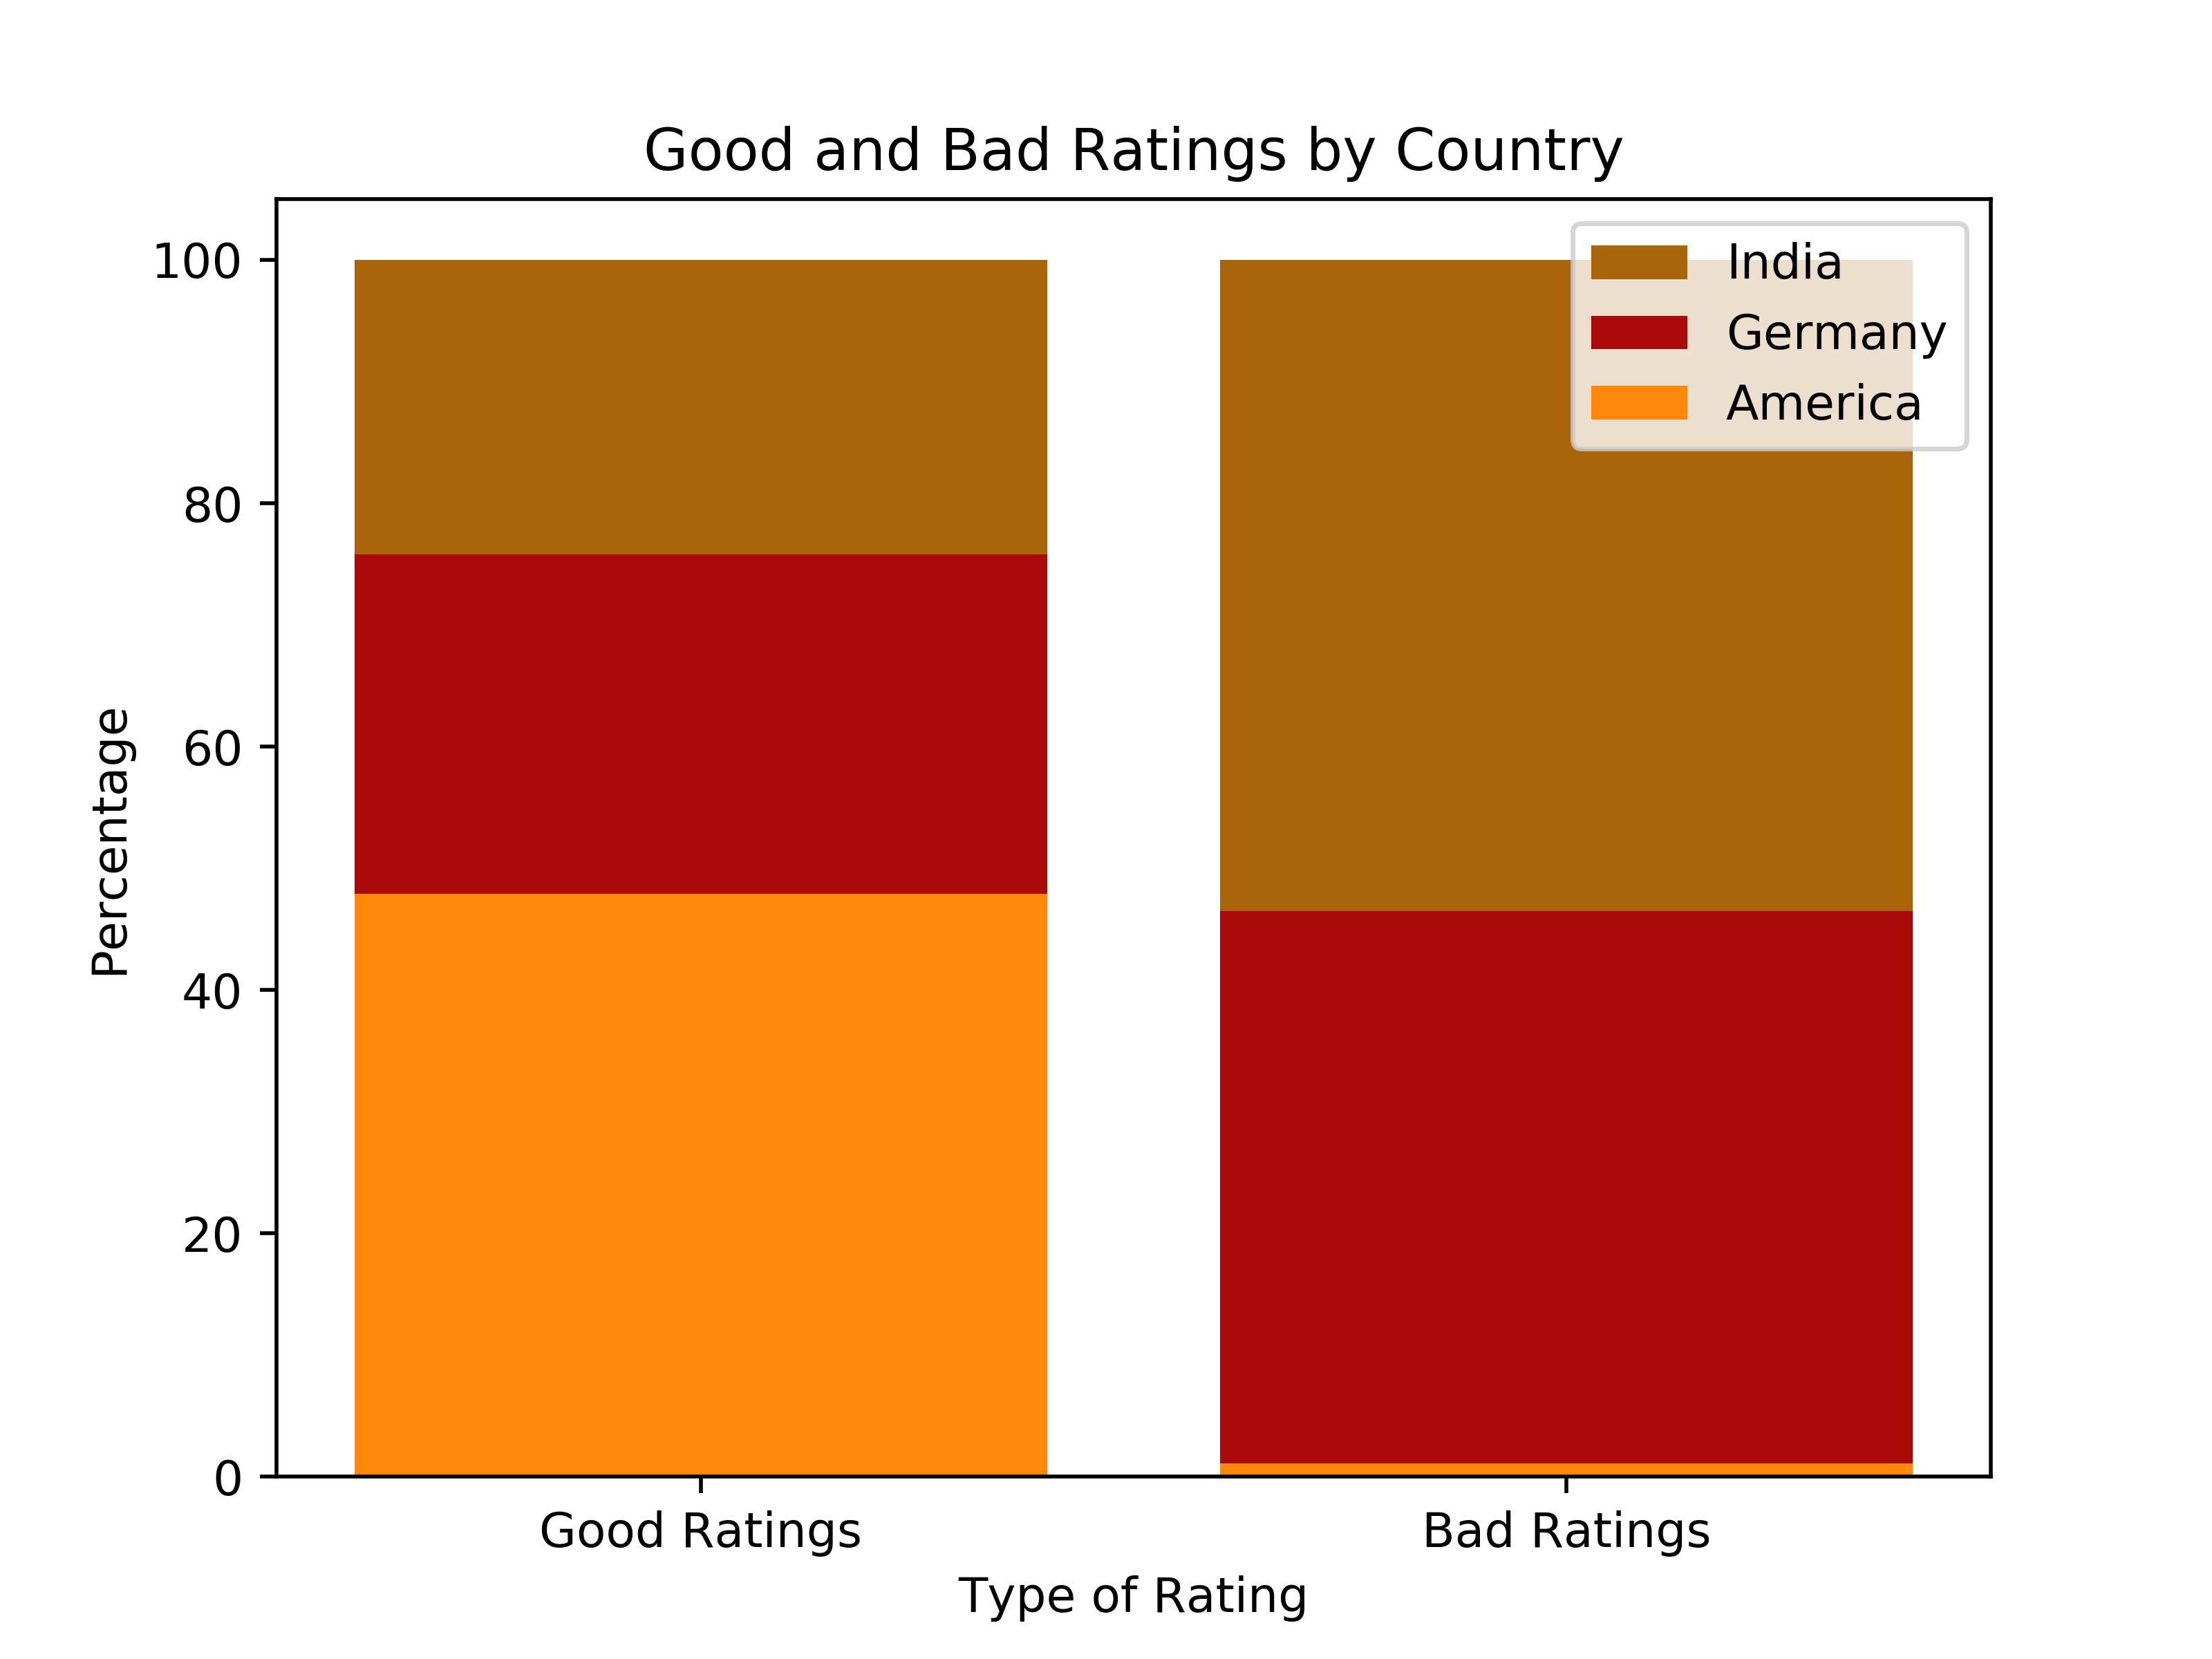 Good and Bad Ratings by Country
India
Germany
America
100
80
60
40
20
0
Percentage
Good Ratings
Bad Ratings
Type of Rating